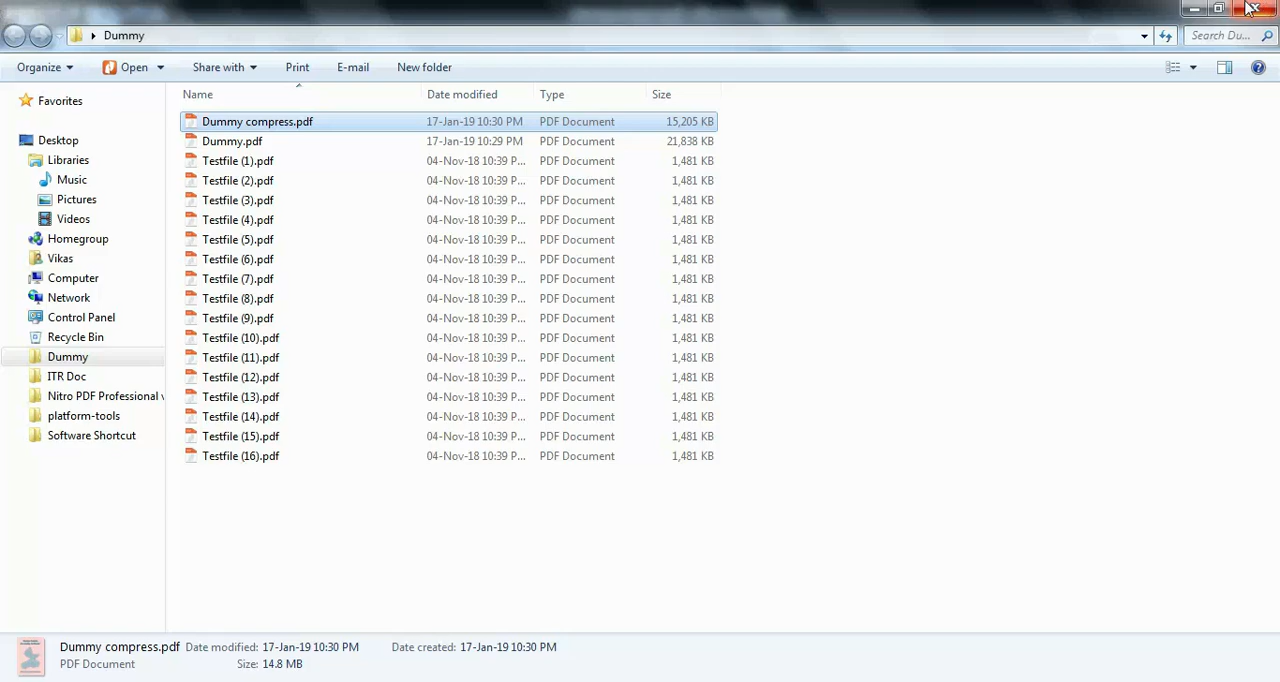 Dummy
Search Du...
Organize Open Share with Print E-mail New folder
Favorites
Desktop
Libraries
Music
Pictures
Videos
Homegroup
Vikas
Computer
Network
Control Panel
Recycle Bin
Dummy
ITR Doc
Nitro PDF Professional v
platform-tools
Software Shortcut
Name Date modified Type Size
Dummy compress.pdf 17-Jan-19 10:30 PM PDF Document 15,205 KB
Dummy.pdf 17-Jan-19 10:29 PM PDF Document 21,838 KB
Testfile (1).pdf 04-Nov-18 10:39 P... PDF Document 1,481 KB
Testfile (2).pdf 04-Nov-18 10:39 P... PDF Document 1,481 KB
Testfile (3).pdf 04-Nov-18 10:39 P... PDF Document 1,481 KB
Testfile (4).pdf 04-Nov-18 10:39 P... PDF Document 1,481 KB
Testfile (5).pdf 04-Nov-18 10:39 P... PDF Document 1,481 KB
Testfile (6).pdf 04-Nov-18 10:39 P... PDF Document 1,481 KB
Testfile (7).pdf 04-Nov-18 10:39 P... PDF Document 1,481 KB
Testfile (8).pdf 04-Nov-18 10:39 P... PDF Document 1,481 KB
Testfile (9).pdf 04-Nov-18 10:39 P... PDF Document 1,481 KB
Testfile (10).pdf 04-Nov-18 10:39 P... PDF Document 1,481 KB
Testfile (11).pdf 04-Nov-18 10:39 P... PDF Document 1,481 KB
Testfile (12).pdf 04-Nov-18 10:39 P... PDF Document 1,481 KB
Testfile (13).pdf 04-Nov-18 10:39 P... PDF Document 1,481 KB
Testfile (14).pdf 04-Nov-18 10:39 P... PDF Document 1,481 KB
Testfile (15).pdf 04-Nov-18 10:39 P... PDF Document 1,481 KB
Testfile (16).pdf 04-Nov-18 10:39 P... PDF Document 1,481 KB
Dummy compress.pdf Date modified: 17-Jan-19 10:30 PM Date created: 17-Jan-19 10:30 PM
PDF Document Size: 14.8 MB